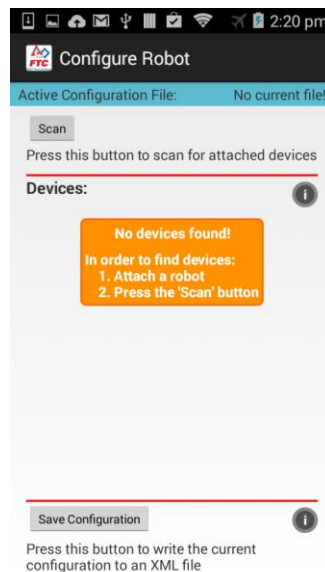 2:20 pm
FTC
Configure Robot
Active Configuration File: No current file!
Scan
Press this button to scan for attached devices
Devices:
No devices found!
In order to find devices:
1. Attach a robot
2. Press the 'Scan' button
Save Configuration
Press this button to write the current
configuration to an XML file